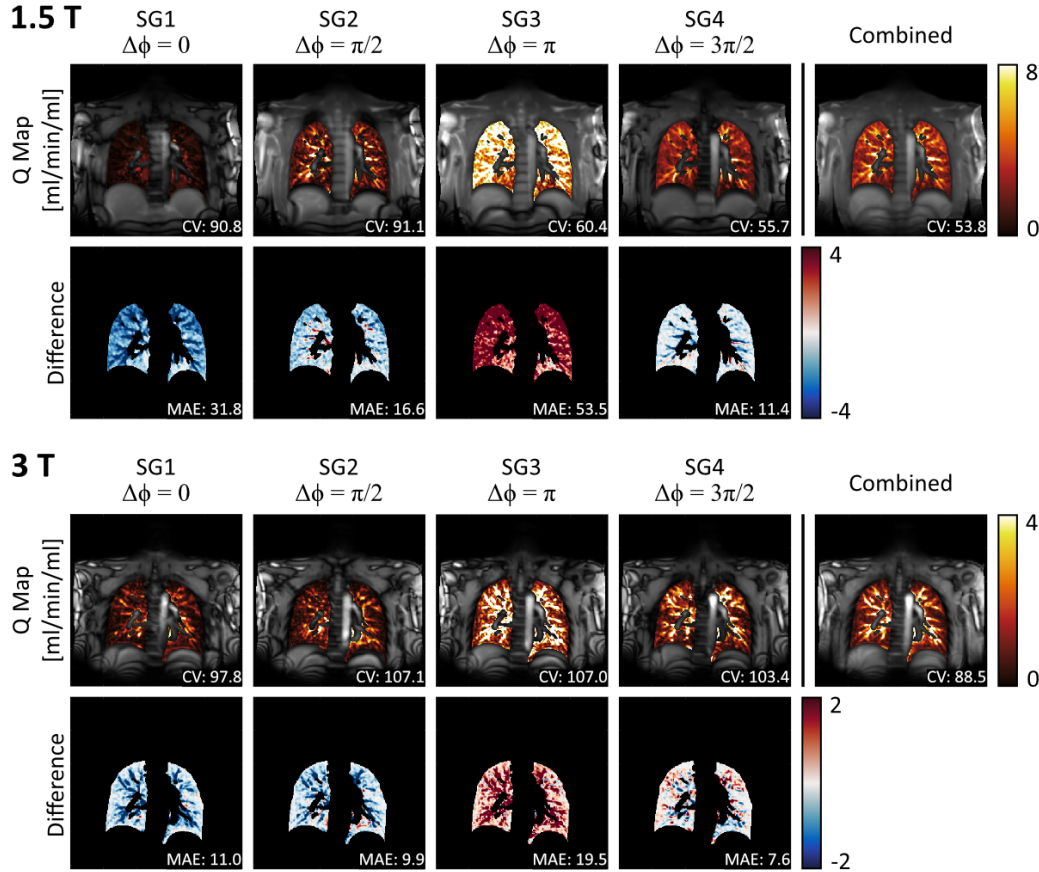 1.5 T
SG1 SG2 SG3 SG4
Δϕ = 0 Δϕ = π/2 Δϕ = π Δϕ = 3π/2 Combined
Q Map
[ml/min/ml]
8
0
CV: 90.8 CV: 91.1 CV: 60.4 CV: 55.7 CV: 53.8
Difference
4
-4
MAE: 31.8 MAE: 16.6 MAE: 53.5 MAE: 11.4
3 T
SG1 SG2 SG3 SG4
Δϕ = 0 Δϕ = π/2 Δϕ = π Δϕ = 3π/2 Combined
Q Map
[ml/min/ml]
4
0
CV: 97.8 CV: 107.1 CV: 107.0 CV: 103.4 CV: 88.5
Difference
2
-2
MAE: 11.0 MAE: 9.9 MAE: 19.5 MAE: 7.6